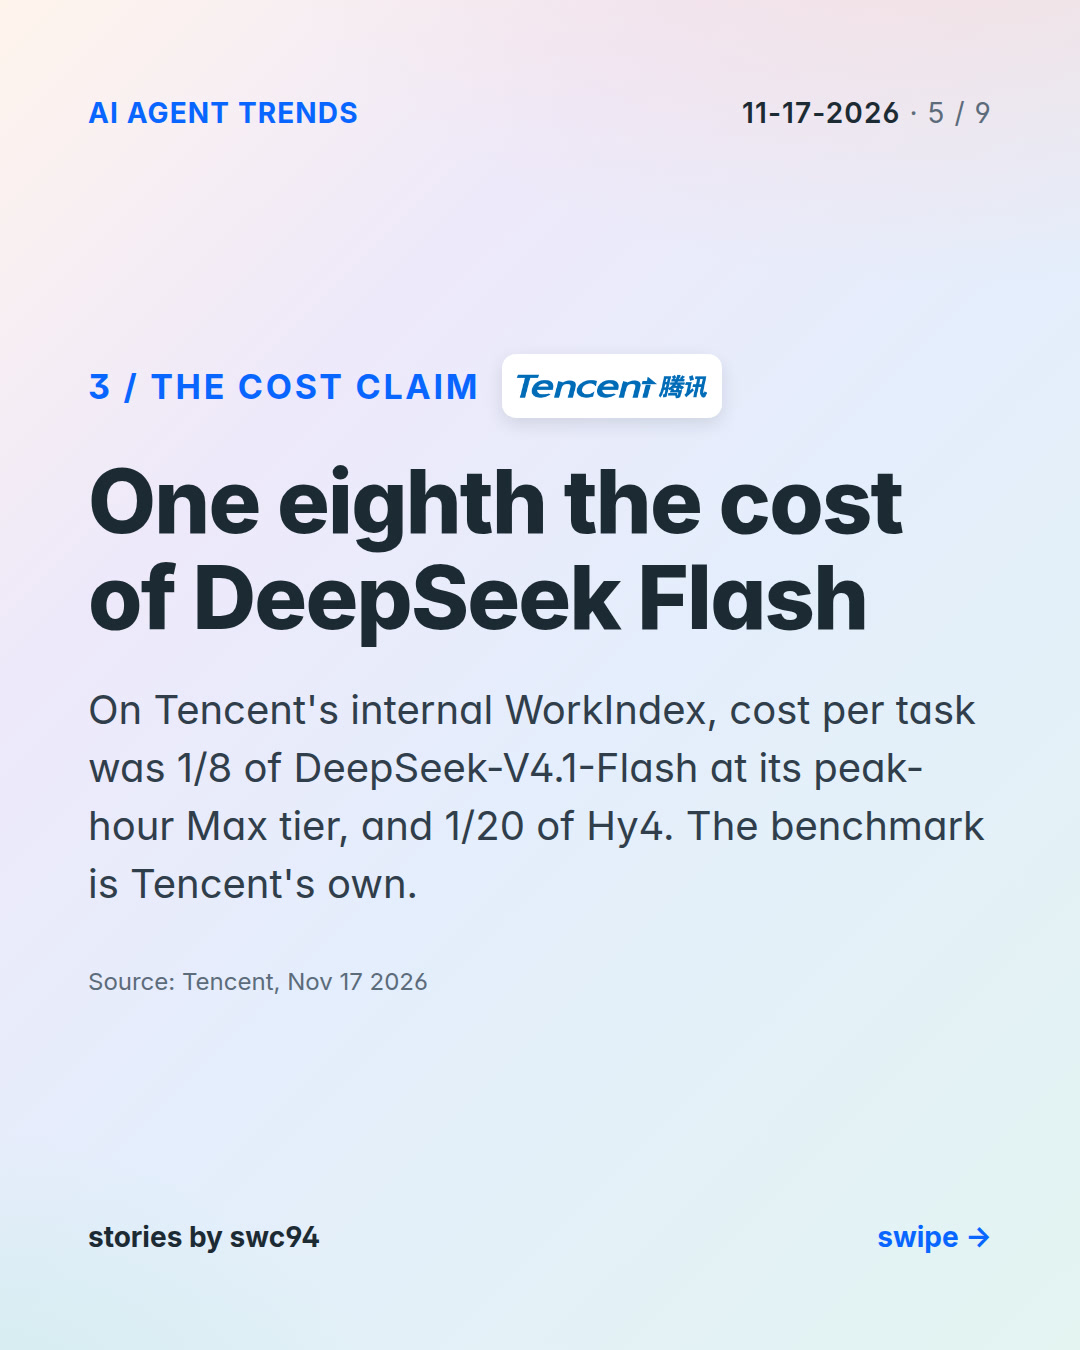 AI AGENT TRENDS
11-17-2026 · 5 / 9
3 / THE COST CLAIM
Tencent 腾讯
One eighth the cost
of DeepSeek Flash
On Tencent's internal WorkIndex, cost per task
was 1/8 of DeepSeek-V4.1-Flash at its peak-
hour Max tier, and 1/20 of Hy4. The benchmark
is Tencent's own.
Source: Tencent, Nov 17 2026
stories by swc94
swipe →